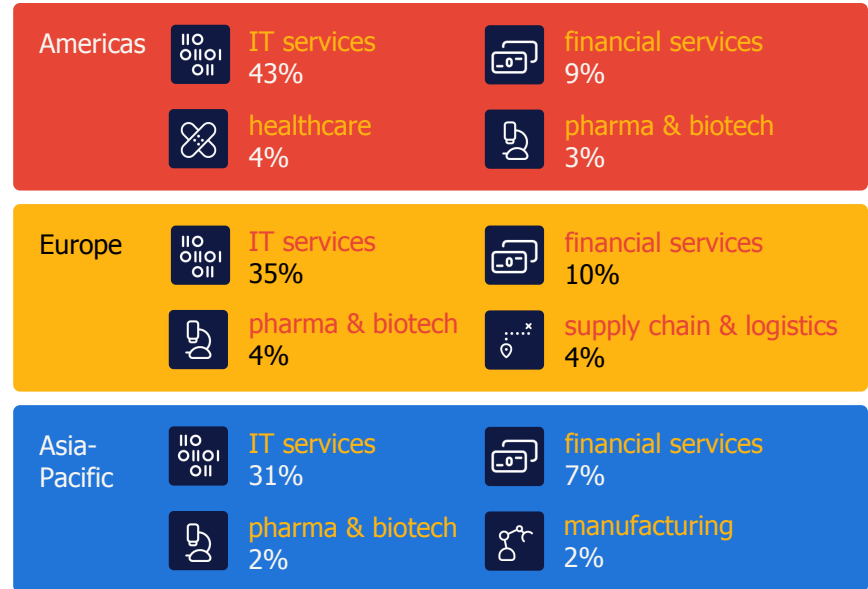 Americas
IT services
43%
financial services
9%
healthcare
4%
pharma & biotech
3%
Europe
IT services
35%
financial services
10%
pharma & biotech
4%
supply chain & logistics
4%
Asia-
Pacific
IT services
31%
financial services
7%
pharma & biotech
2%
manufacturing
2%